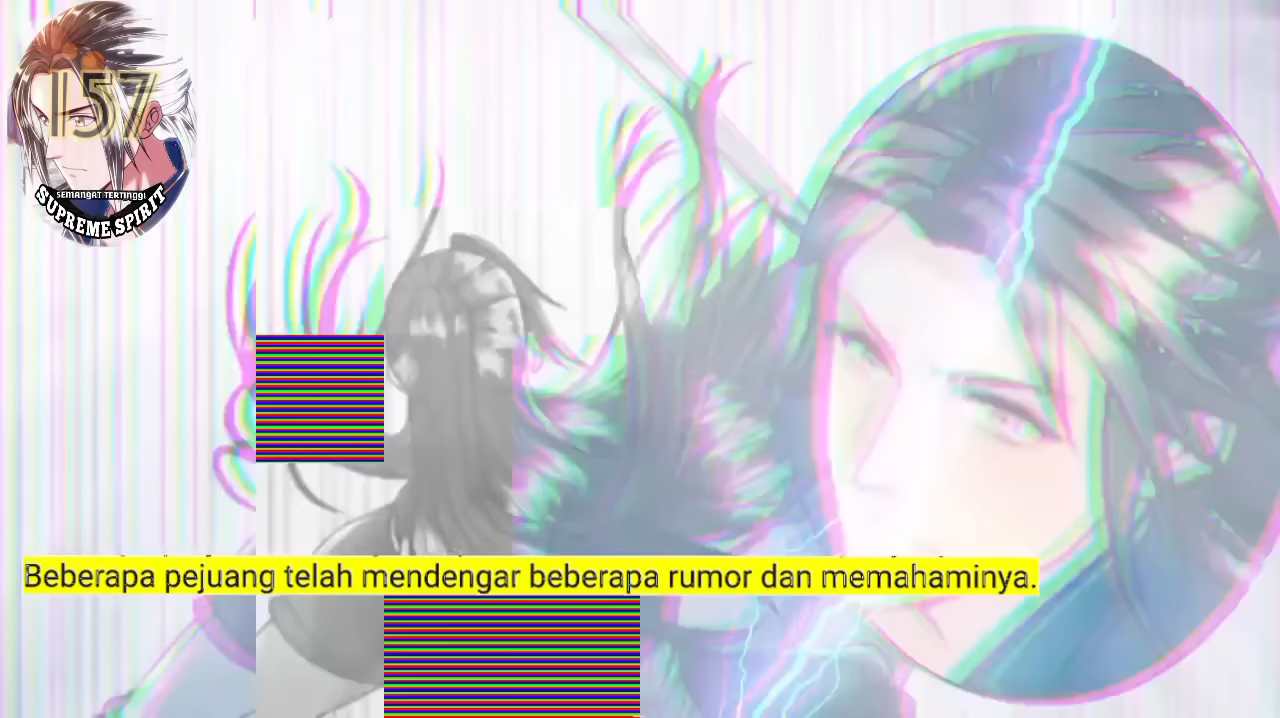 157
SEMANGAT TERTINGGI
SUPREME SPIRIT
Beberapa pejuang telah mendengar beberapa rumor dan memahaminya.